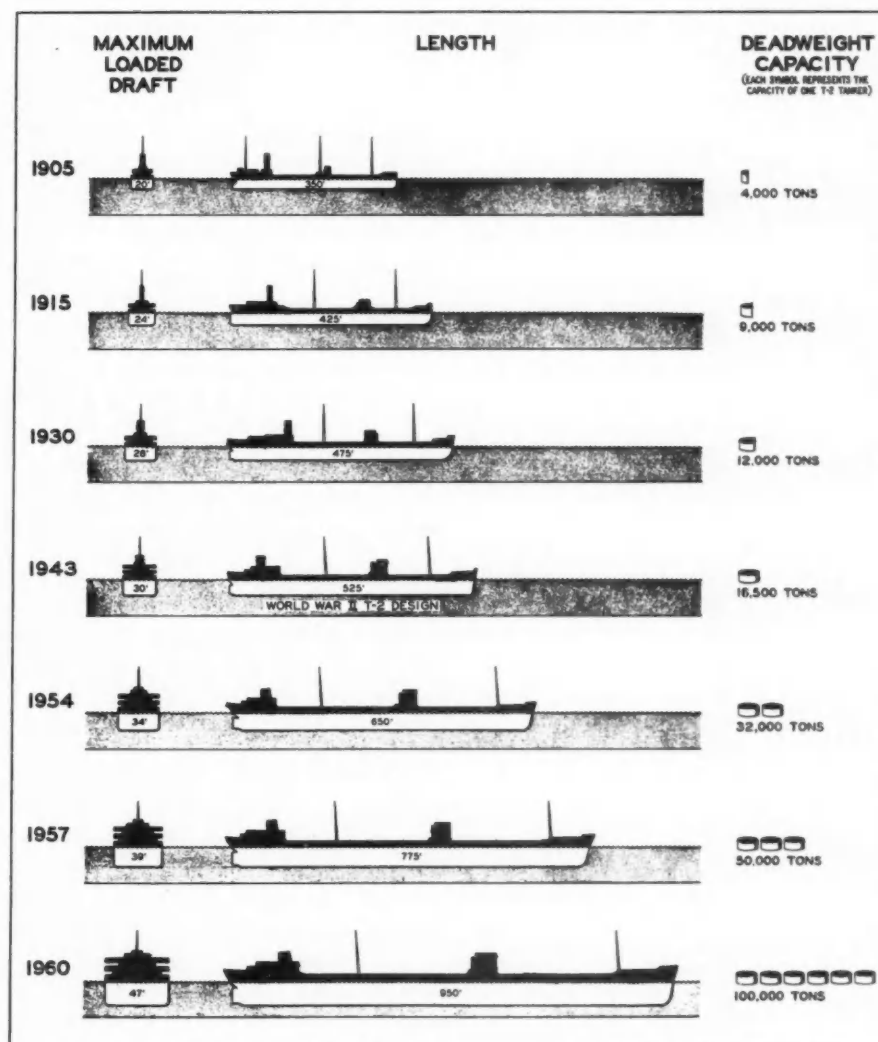 MAXIMUM
LOADED
DRAFT
LENGTH
DEADWEIGHT
CAPACITY
(EACH SYMBOL REPRESENTS THE
CAPACITY OF ONE T-2 TANKER)
1905
20'
350'
4,000 TONS
1915
24'
425'
9,000 TONS
1930
28'
475'
12,000 TONS
1943
30'
525'
WORLD WAR II T-2 DESIGN
16,500 TONS
1954
34'
650'
32,000 TONS
1957
39'
775'
50,000 TONS
1960
47'
950'
100,000 TONS